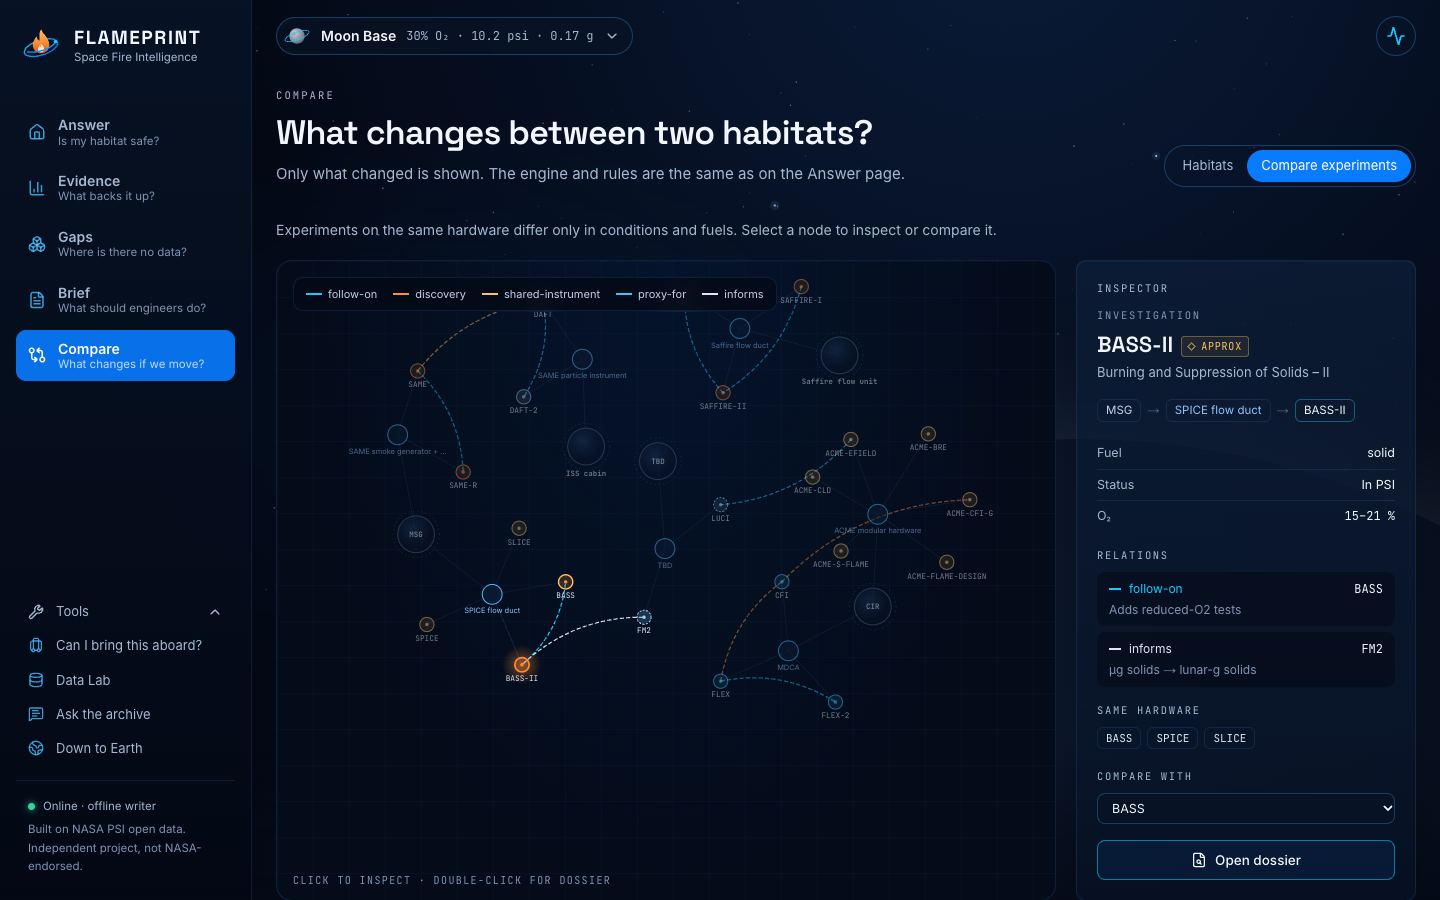 FLAMEPRINT
Space Fire Intelligence
Answer
Is my habitat safe?
Evidence
What backs it up?
Gaps
Where is there no data?
Brief
What should engineers do?
Compare
What changes if we move?
Tools
Can I bring this aboard?
Data Lab
Ask the archive
Down to Earth
Online · offline writer
Built on NASA PSI open data.
Independent project, not NASA-
endorsed.
Moon Base 30% O₂ · 10.2 psi · 0.17 g
COMPARE
What changes between two habitats?
Only what changed is shown. The engine and rules are the same as on the Answer page.
Habitats Compare experiments
Experiments on the same hardware differ only in conditions and fuels. Select a node to inspect or compare it.
follow-on discovery shared-instrument proxy-for informs
SAFFIRE-I
DAFT
Saffire flow duct
SAME particle instrument
SAME
Saffire flow unit
DAFT-2
SAFFIRE-II
SAME smoke generator + ...
ACME-EFIELD
ACME-BRE
TBD
ISS cabin
SAME-R
ACME-CLD
ACME-CFI-G
LUCI
ACME modular hardware
MSG
SLICE
TBD
ACME-S-FLAME
ACME-FLAME-DESIGN
BASS
CFI
SPICE flow duct
CIR
SPICE
FM2
MDCA
BASS-II
FLEX
FLEX-2
CLICK TO INSPECT · DOUBLE-CLICK FOR DOSSIER
INSPECTOR
INVESTIGATION
BASS-II ◇ APPROX
Burning and Suppression of Solids – II
MSG → SPICE flow duct → BASS-II
Fuel solid
Status In PSI
O₂ 15–21 %
RELATIONS
follow-on BASS
Adds reduced-O2 tests
informs FM2
µg solids → lunar-g solids
SAME HARDWARE
BASS SPICE SLICE
COMPARE WITH
BASS
Open dossier